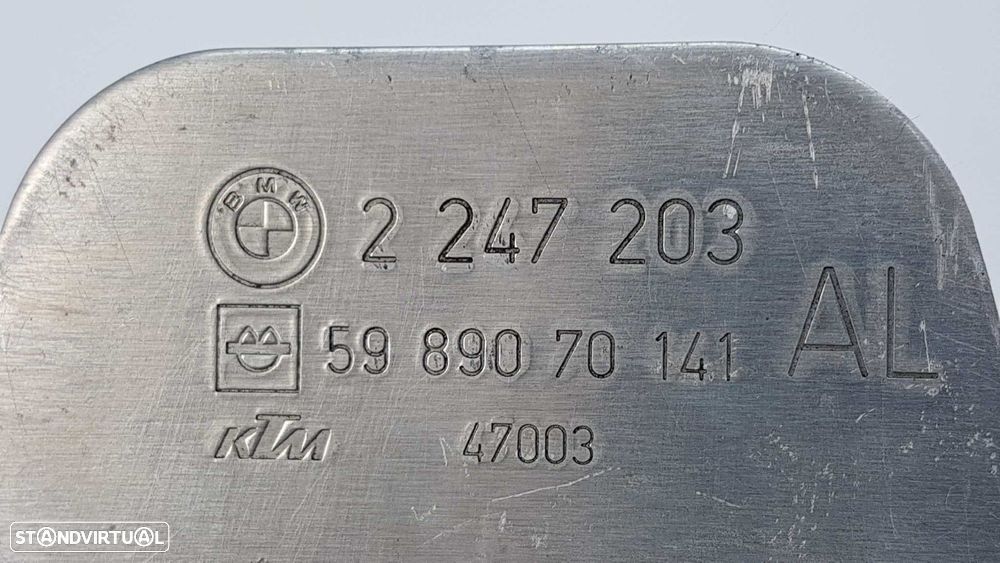 BMW 2 247 203
59 890 70 141 AL
KTM 47003
STANDVIRTUAL